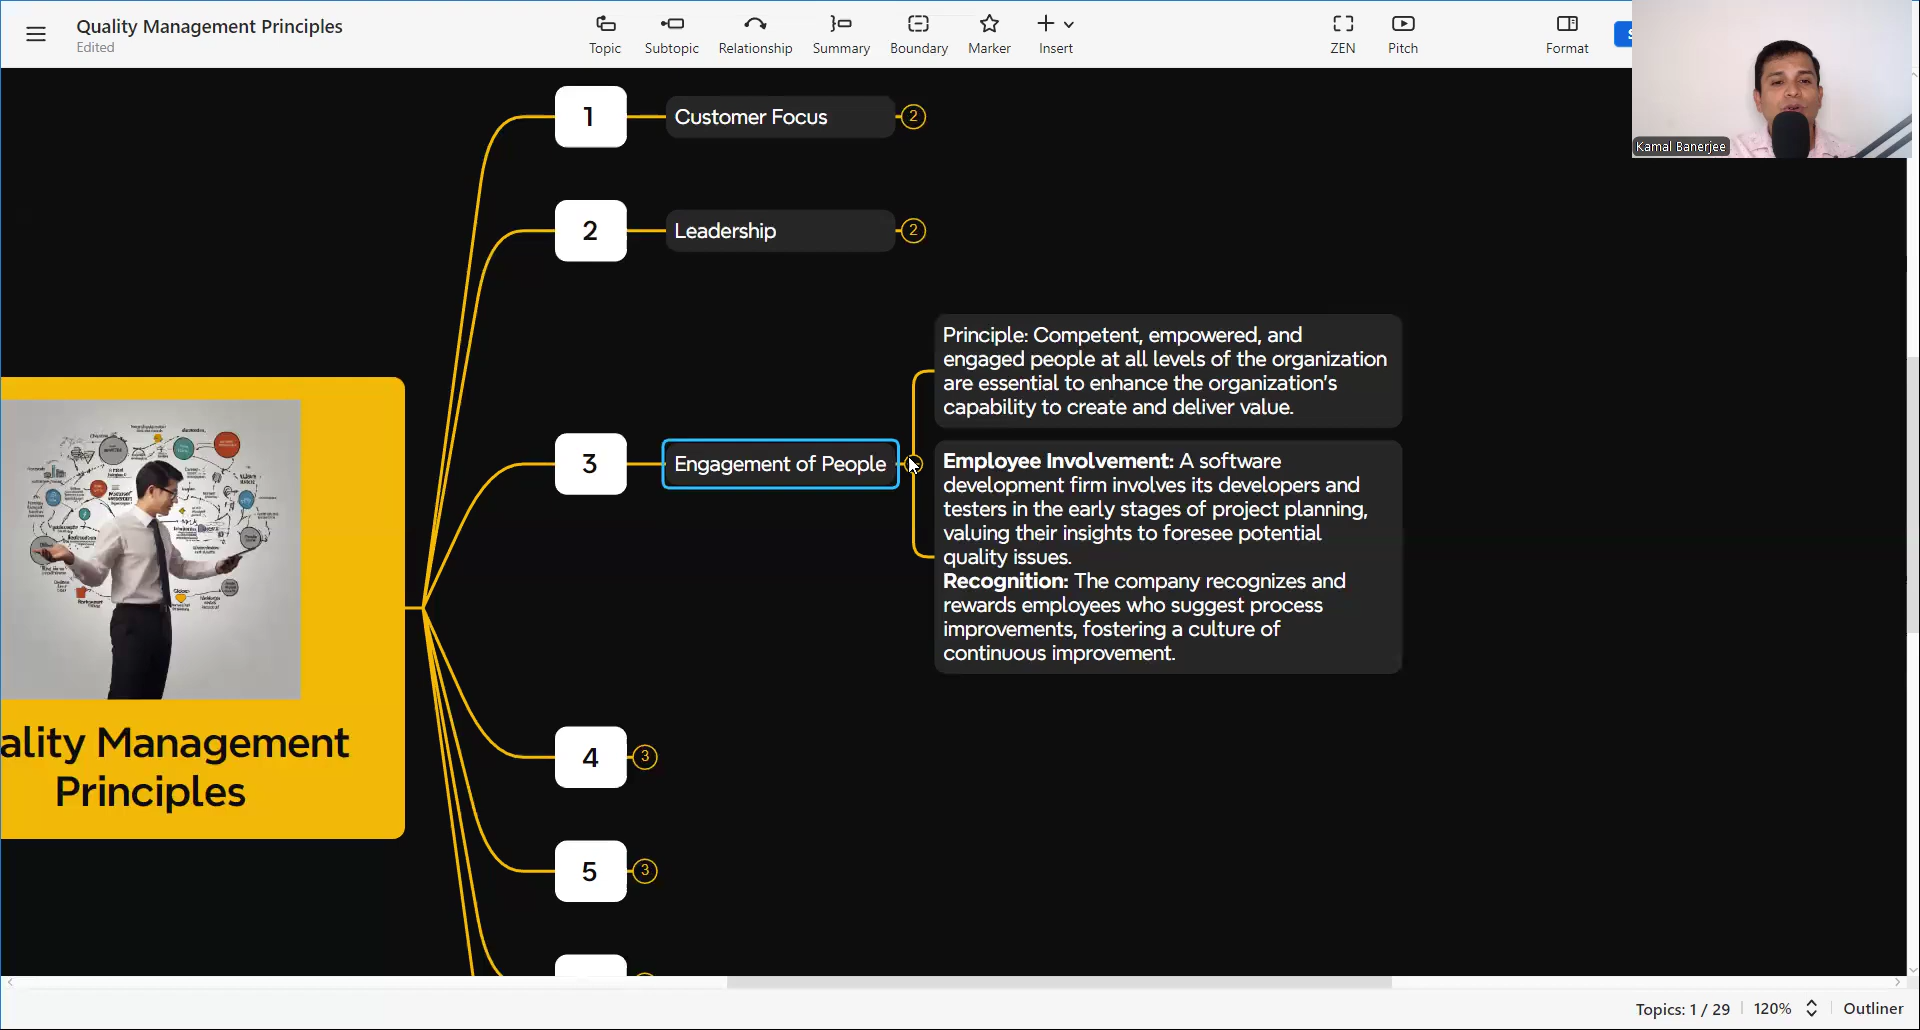 Quality Management Principles
Edited
Topic
Subtopic
Relationship
Summary
Boundary
Marker
Insert
ZEN
Pitch
Format
Kamal Banerjee
1
Customer Focus
2
2
Leadership
2
3
Engagement of People
Principle: Competent, empowered, and
engaged people at all levels of the organization
are essential to enhance the organization's
capability to create and deliver value.
Employee Involvement: A software
development firm involves its developers and
testers in the early stages of project planning,
valuing their insights to foresee potential
quality issues.
Recognition: The company recognizes and
rewards employees who suggest process
improvements, fostering a culture of
continuous improvement.
ality Management
Principles
4
3
5
3
Topics: 1 / 29
120%
Outliner